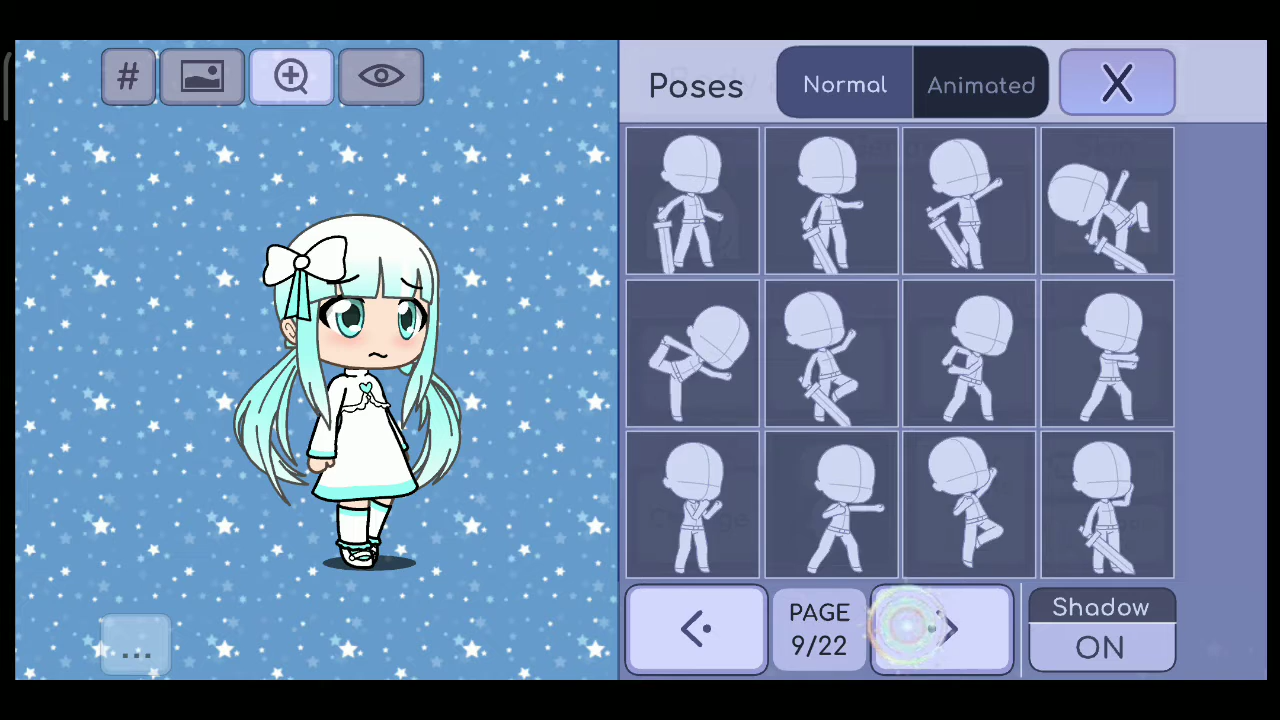 #
Poses
Normal
Animated
X
PAGE
9/22
Shadow
ON
...